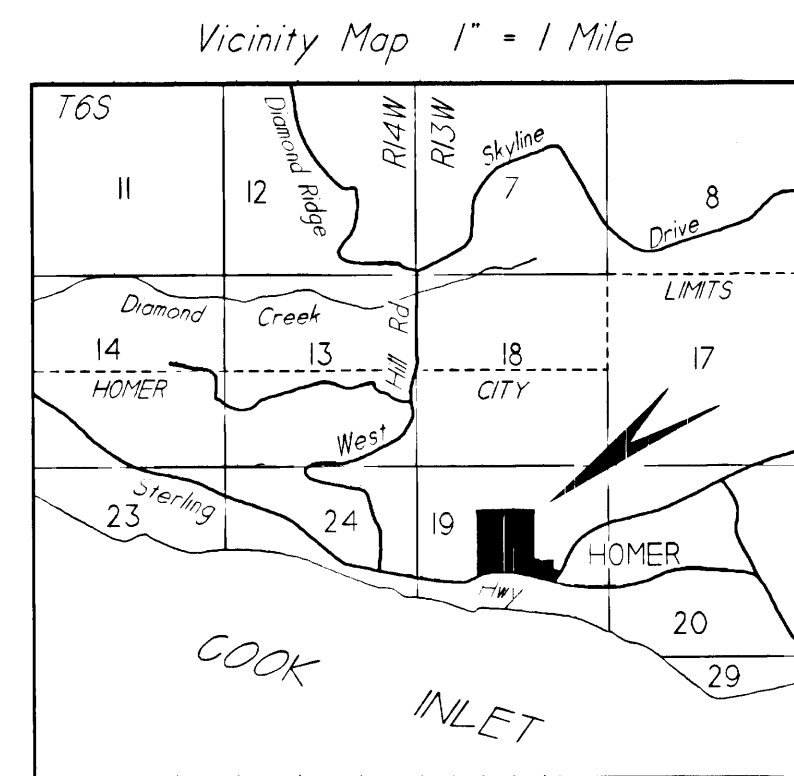 Vicinity Map 1" = 1 Mile
T6S
R14W
R13W
11
12
Diamond Ridge
Skyline
7
8
Drive
LIMITS
Diamond Creek
14
13
Hill Rd
18
17
HOMER
CITY
West
Sterling
23
24
19
HOMER
Hwy
20
29
COOK
INLET